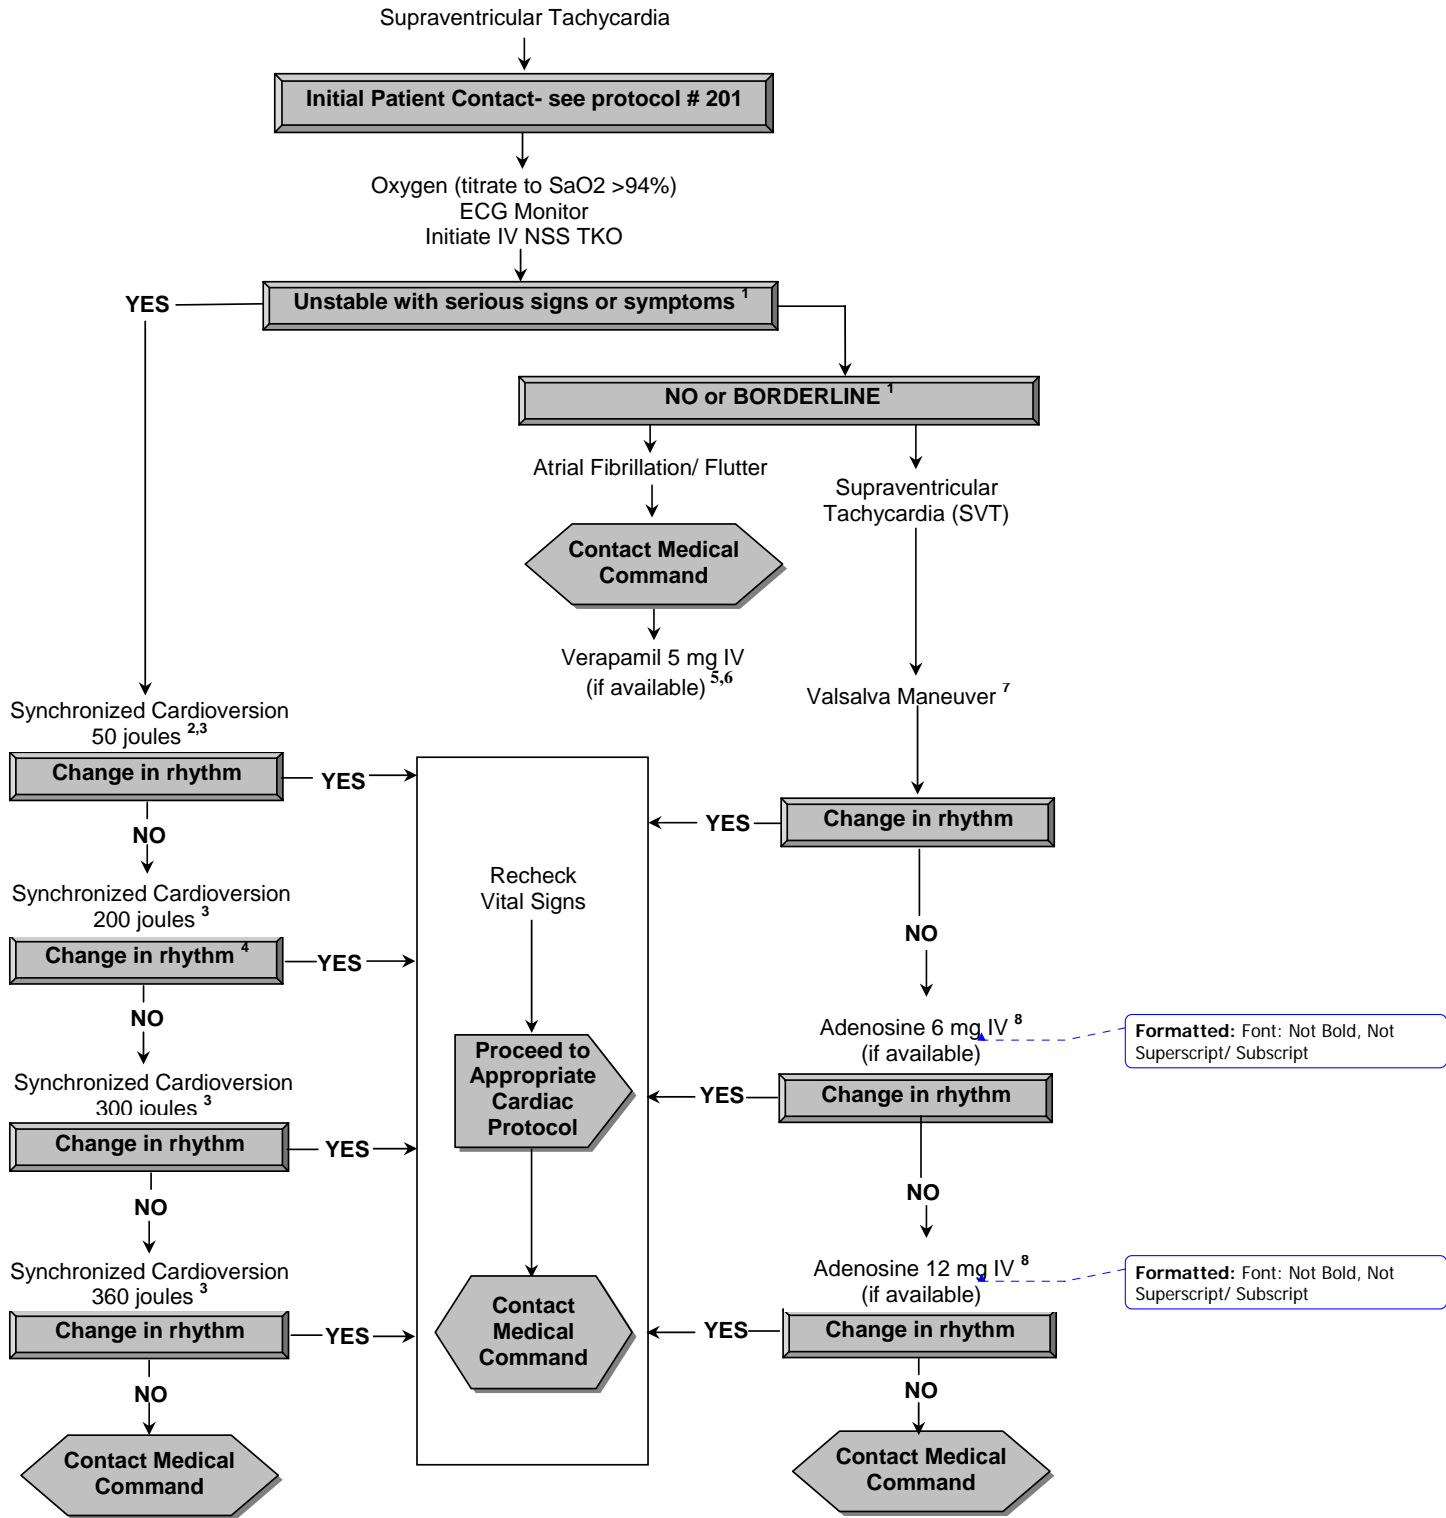 Supraventricular Tachycardia
Initial Patient Contact- see protocol # 201
Oxygen (titrate to SaO2 >94%)
ECG Monitor
Initiate IV NSS TKO
Unstable with serious signs or symptoms 1
YES
NO or BORDERLINE 1
Atrial Fibrillation/ Flutter
Contact Medical
Command
Verapamil 5 mg IV
(if available) 5,6
Supraventricular
Tachycardia (SVT)
Valsalva Maneuver 7
Synchronized Cardioversion
50 joules 2,3
Change in rhythm
YES
NO
Synchronized Cardioversion
200 joules 3
Change in rhythm 4
YES
NO
Synchronized Cardioversion
300 joules 3
Change in rhythm
YES
NO
Synchronized Cardioversion
360 joules 3
Change in rhythm
YES
NO
Contact Medical
Command
Recheck
Vital Signs
Proceed to
Appropriate
Cardiac
Protocol
Contact
Medical
Command
Change in rhythm
YES
NO
Adenosine 6 mg IV 8
(if available)
Formatted: Font: Not Bold, Not
Superscript/ Subscript
Change in rhythm
YES
NO
Adenosine 12 mg IV 8
(if available)
Formatted: Font: Not Bold, Not
Superscript/ Subscript
Change in rhythm
YES
NO
Contact Medical
Command